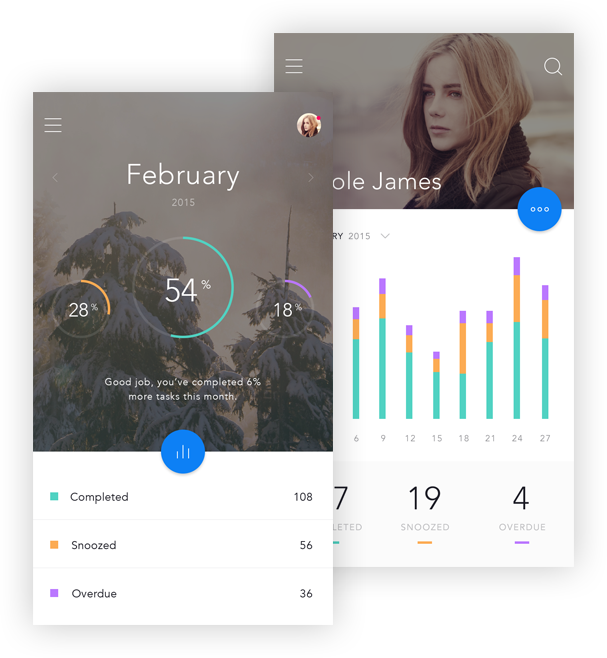 February
2015
54%
28%
18%
Good job, you've completed 6%
more tasks this month.
Completed 108
Snoozed 56
Overdue 36
ole James
RY 2015
6 9 12 15 18 21 24 27
7 19 4
LETED SNOOZED OVERDUE